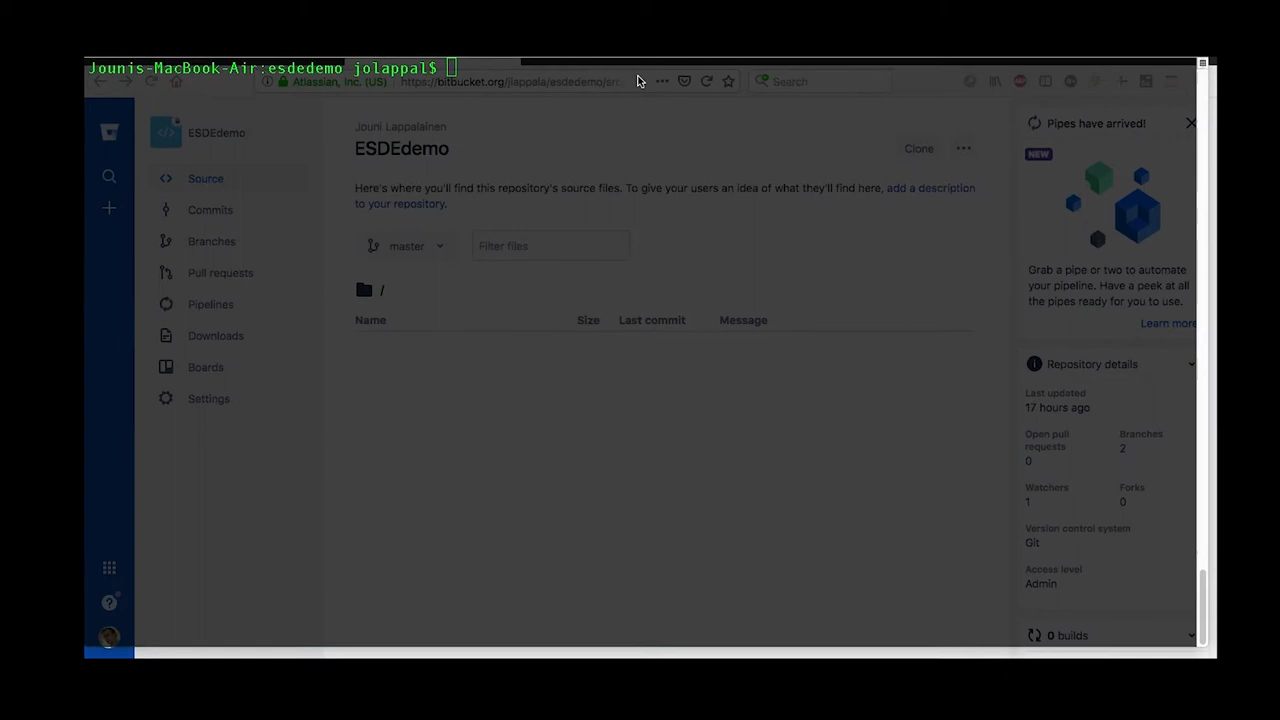 Jounis-MacBook-Air:esdedemo jolappal$
Atlassian, Inc. (US)
https://bitbucket.org/jlappala/esdedemo/src
Search
ESDEdemo
Source
Commits
Branches
Pull requests
Pipelines
Downloads
Boards
Settings
Jouni Lappalainen
ESDEdemo
Clone
Here's where you'll find this repository's source files. To give your users an idea of what they'll find here, add a description
to your repository.
master
Filter files
/
Name Size Last commit Message
Pipes have arrived!
NEW
Grab a pipe or two to automate
your pipeline. Have a peek at all
the pipes ready for you to use.
Learn more
Repository details
Last updated
17 hours ago
Open pull
requests
0
Branches
2
Watchers
1
Forks
0
Version control system
Git
Access level
Admin
0 builds